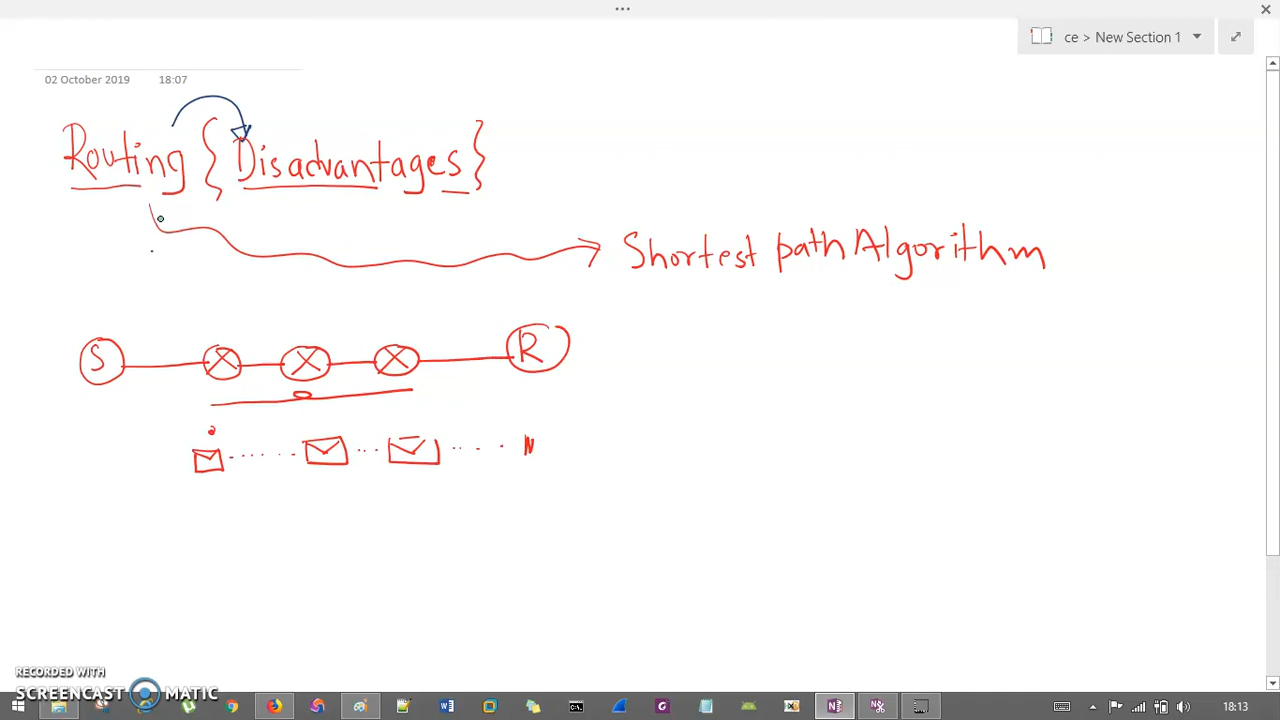 ce > New Section 1
02 October 2019 18:07
Routing { Disadvantages }
Shortest path Algorithm
S R
N
RECORDED WITH
SCREENCAST MATIC
18:13